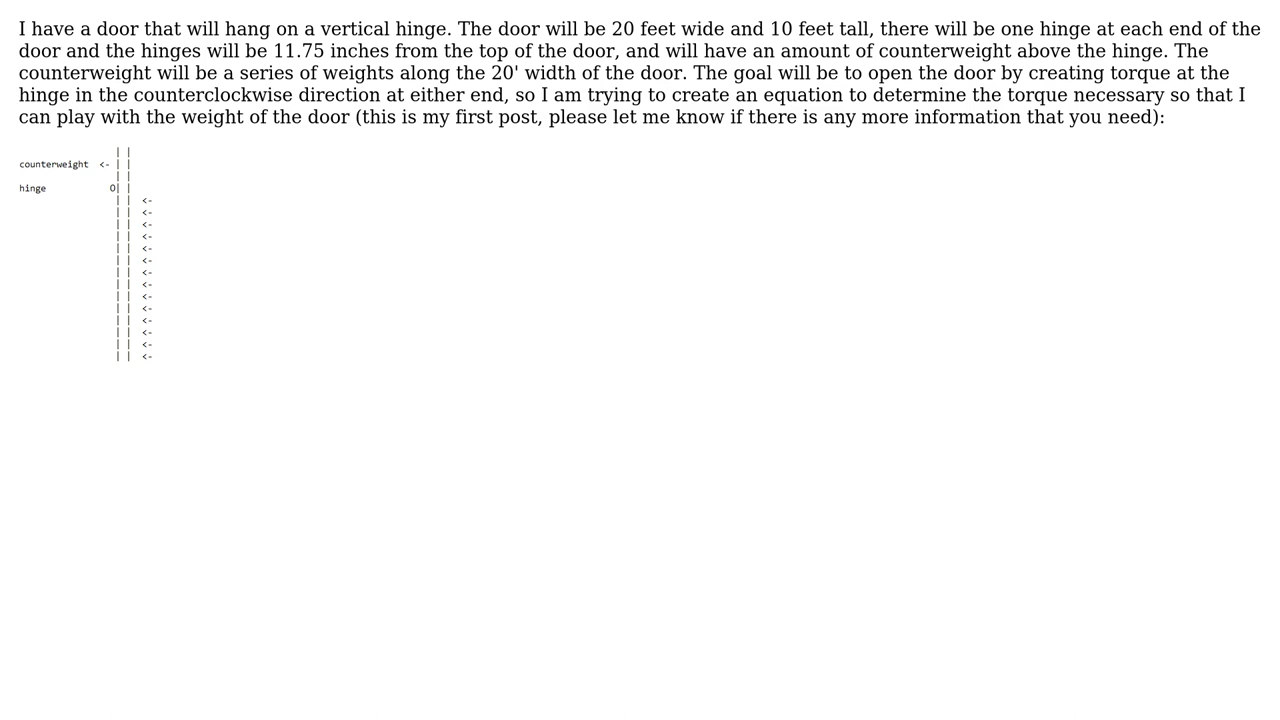 I have a door that will hang on a vertical hinge. The door will be 20 feet wide and 10 feet tall, there will be one hinge at each end of the
door and the hinges will be 11.75 inches from the top of the door, and will have an amount of counterweight above the hinge. The
counterweight will be a series of weights along the 20' width of the door. The goal will be to open the door by creating torque at the
hinge in the counterclockwise direction at either end, so I am trying to create an equation to determine the torque necessary so that I
can play with the weight of the door (this is my first post, please let me know if there is any more information that you need):
                  | |
counterweight  <- | |
                  | |
hinge            O| |
                  | |  <-
                  | |  <-
                  | |  <-
                  | |  <-
                  | |  <-
                  | |  <-
                  | |  <-
                  | |  <-
                  | |  <-
                  | |  <-
                  | |  <-
                  | |  <-
                  | |  <-
                  | |  <-